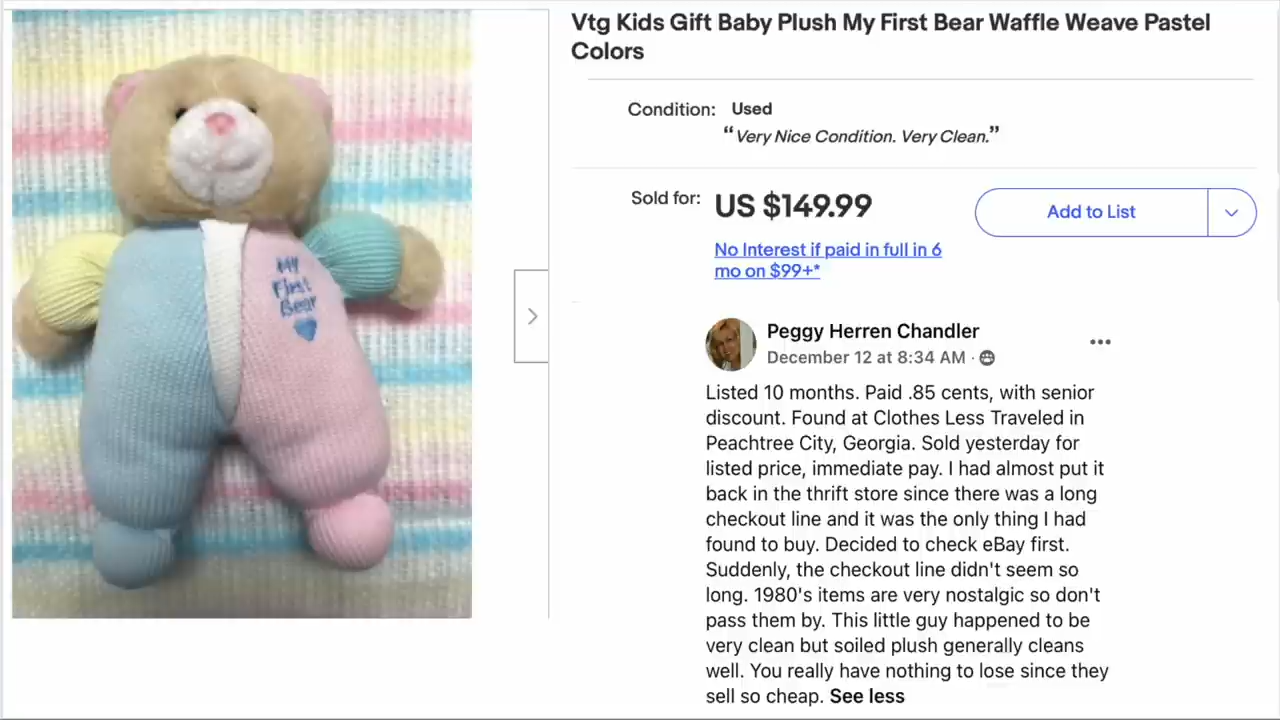 Vtg Kids Gift Baby Plush My First Bear Waffle Weave Pastel
Colors
Condition: Used
“Very Nice Condition. Very Clean.”
Sold for: US $149.99
Add to List
No Interest if paid in full in 6
mo on $99+*
My
First
Bear
Peggy Herren Chandler
December 12 at 8:34 AM ·
Listed 10 months. Paid .85 cents, with senior
discount. Found at Clothes Less Traveled in
Peachtree City, Georgia. Sold yesterday for
listed price, immediate pay. I had almost put it
back in the thrift store since there was a long
checkout line and it was the only thing I had
found to buy. Decided to check eBay first.
Suddenly, the checkout line didn't seem so
long. 1980's items are very nostalgic so don't
pass them by. This little guy happened to be
very clean but soiled plush generally cleans
well. You really have nothing to lose since they
sell so cheap. See less